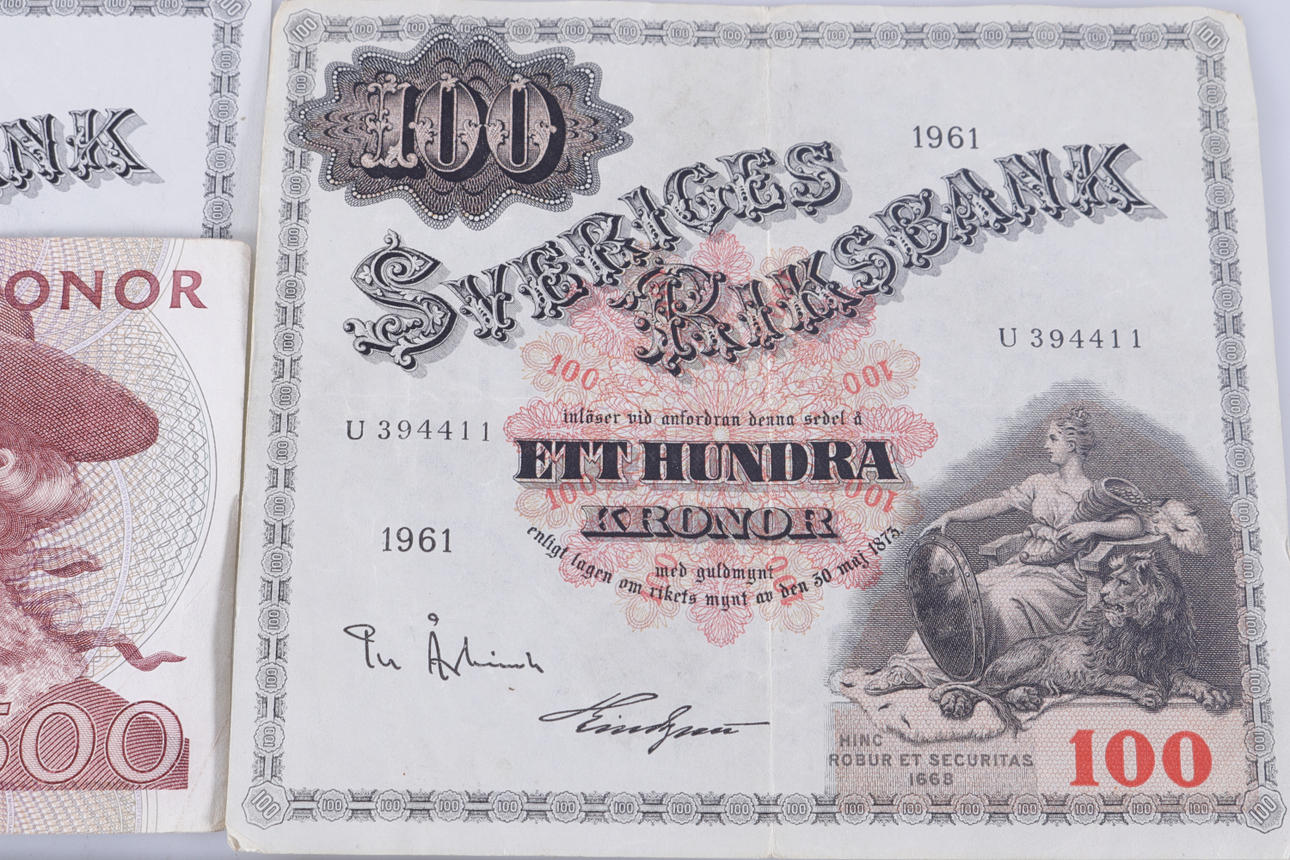 ANK
ONOR
500
100
1961
SVERIGES
RIKSBANK
U 394411
100 100
inlöser vid anfordran denna sedel å
U 394411
ETT HUNDRA
100 100
KRONOR
1961
med guldmynt
enligt lagen om rikets mynt av den 30 maj 1873.
HINC
ROBUR ET SECURITAS
1668
100